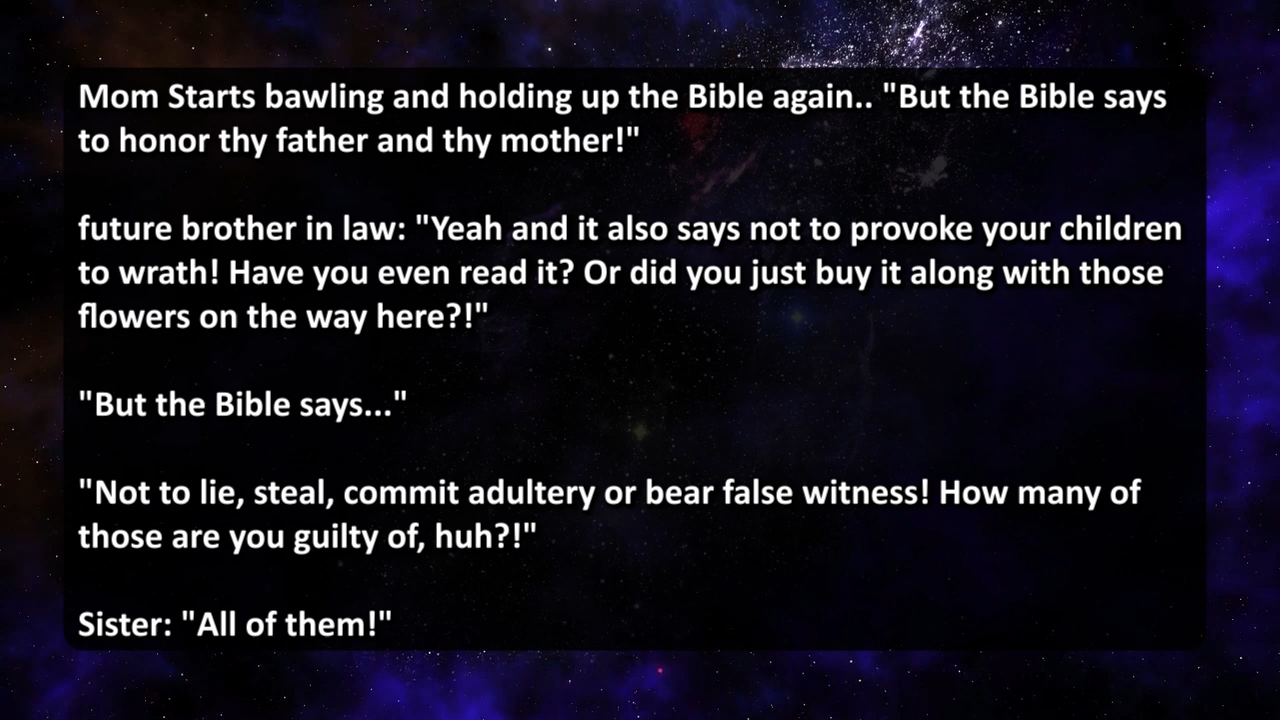 Mom Starts bawling and holding up the Bible again.. "But the Bible says
to honor thy father and thy mother!"
future brother in law: "Yeah and it also says not to provoke your children
to wrath! Have you even read it? Or did you just buy it along with those
flowers on the way here?!"
"But the Bible says..."
"Not to lie, steal, commit adultery or bear false witness! How many of
those are you guilty of, huh?!"
Sister: "All of them!"